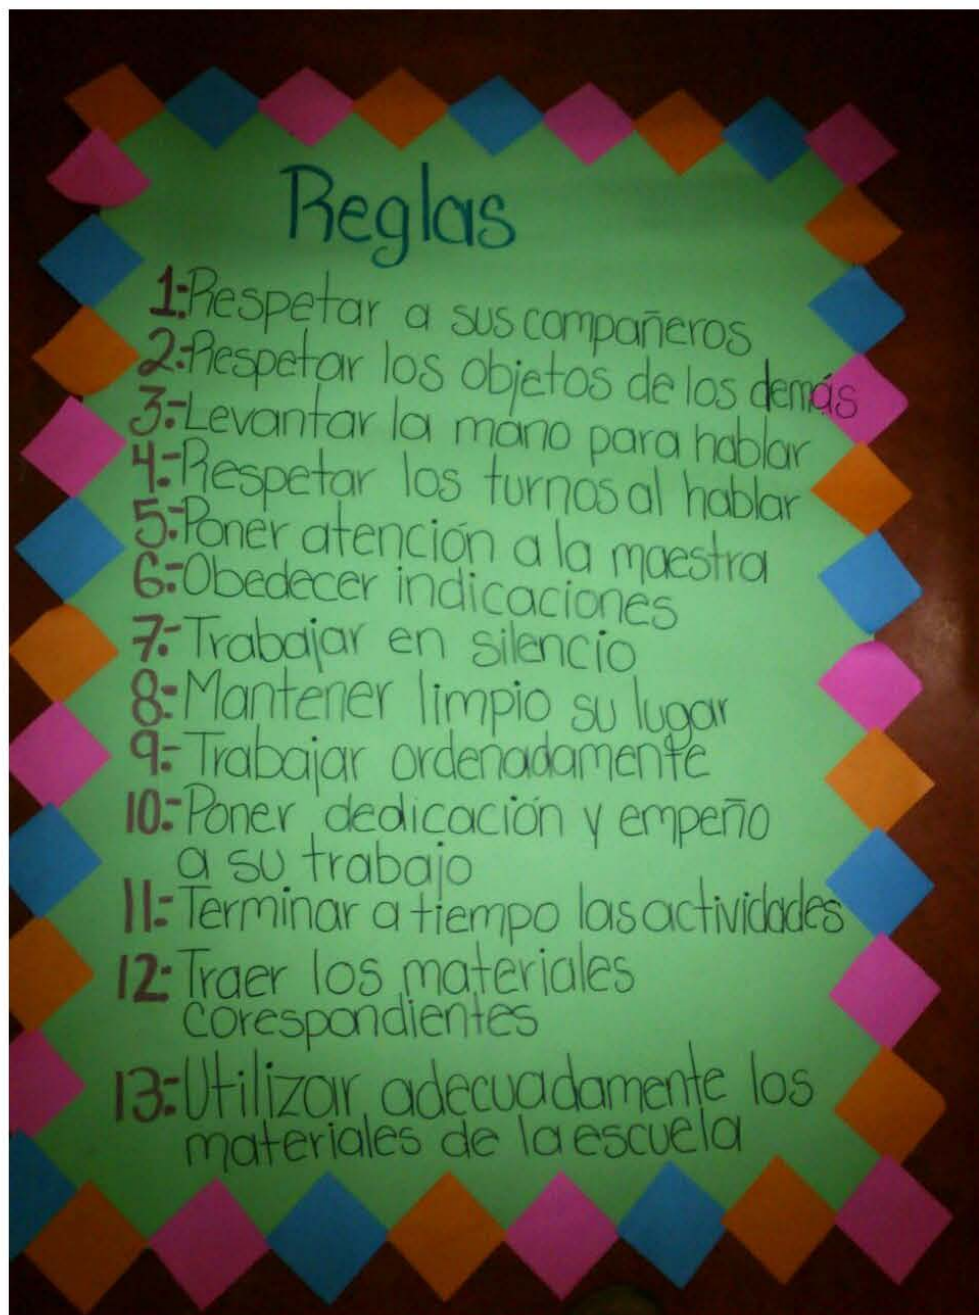 Reglas
1.-Respetar a sus compañeros
2.-Respetar los objetos de los demás
3.-Levantar la mano para hablar
4.-Respetar los turnos al hablar
5.-Poner atención a la maestra
6.-Obedecer indicaciones
7.-Trabajar en silencio
8.-Mantener limpio su lugar
9.-Trabajar ordenadamente
10.-Poner dedicación y empeño
a su trabajo
11.-Terminar a tiempo las actividades
12.-Traer los materiales
corespondientes
13.-Utilizar adecuadamente los
materiales de la escuela